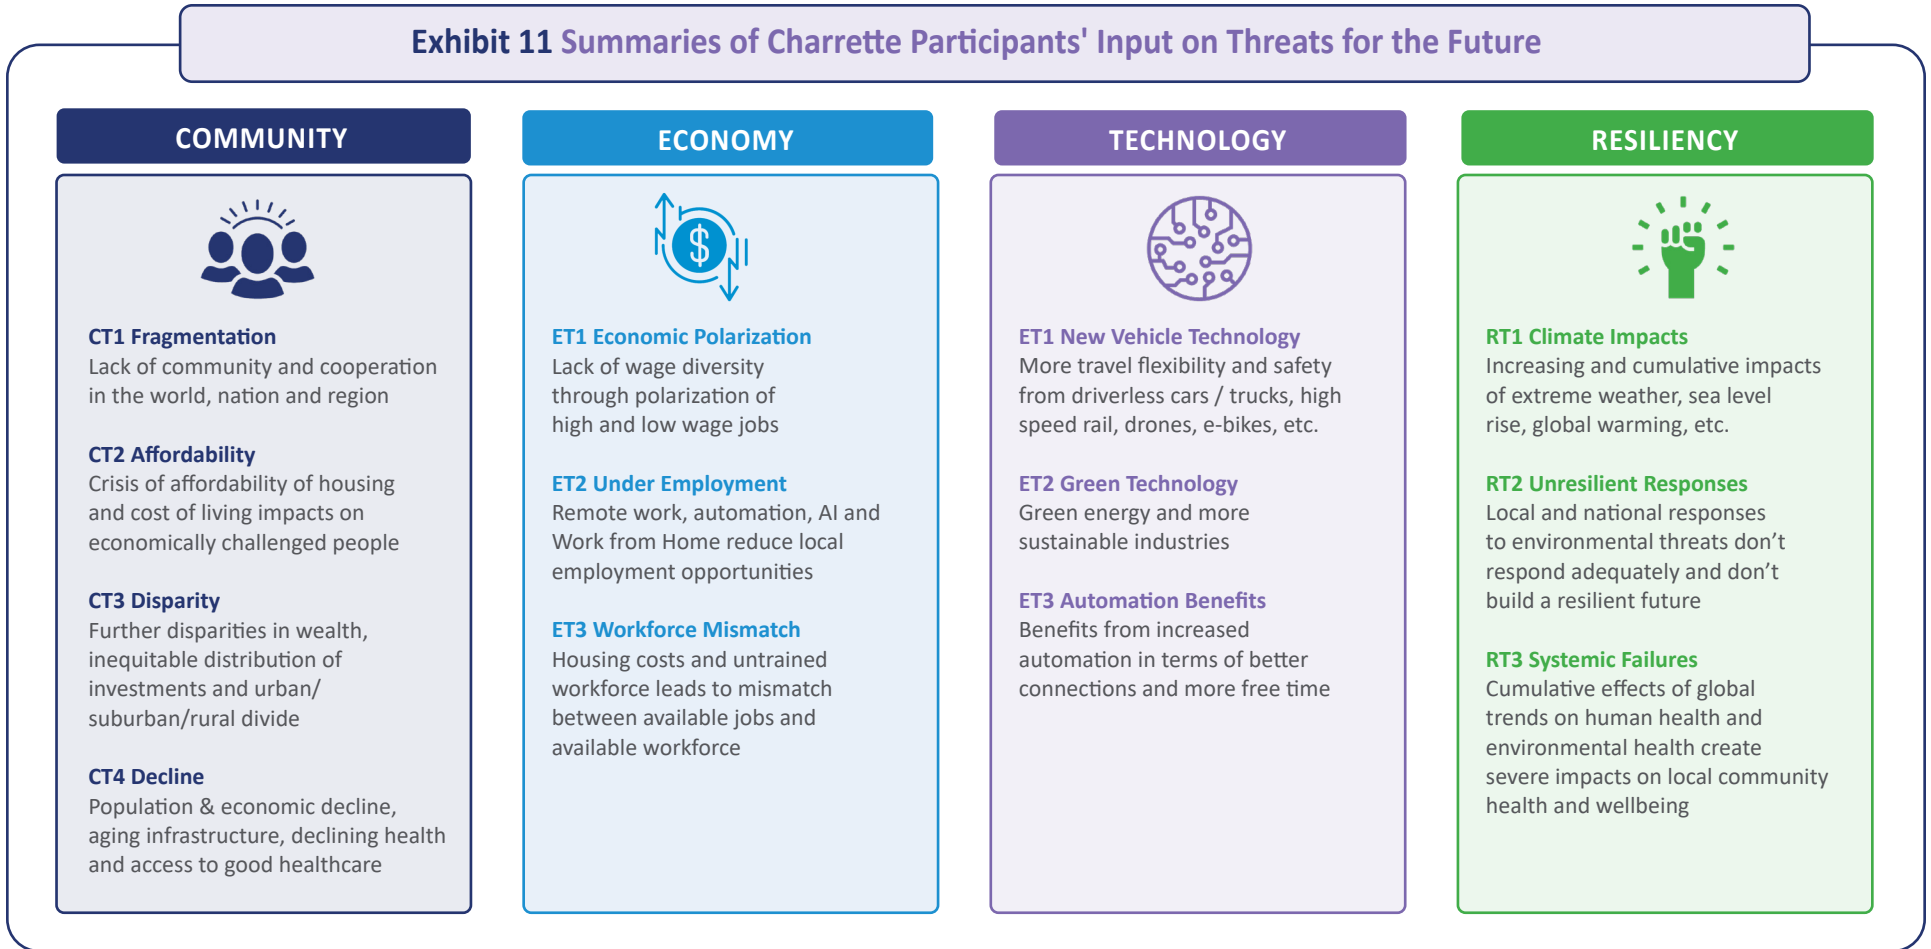 Exhibit 11 Summaries of Charrette Participants' Input on Threats for the Future
COMMUNITY
CT1 Fragmentation
Lack of community and cooperation
in the world, nation and region
CT2 Affordability
Crisis of affordability of housing
and cost of living impacts on
economically challenged people
CT3 Disparity
Further disparities in wealth,
inequitable distribution of
investments and urban/
suburban/rural divide
CT4 Decline
Population & economic decline,
aging infrastructure, declining health
and access to good healthcare
ECONOMY
$
ET1 Economic Polarization
Lack of wage diversity
through polarization of
high and low wage jobs
ET2 Under Employment
Remote work, automation, AI and
Work from Home reduce local
employment opportunities
ET3 Workforce Mismatch
Housing costs and untrained
workforce leads to mismatch
between available jobs and
available workforce
TECHNOLOGY
ET1 New Vehicle Technology
More travel flexibility and safety
from driverless cars / trucks, high
speed rail, drones, e-bikes, etc.
ET2 Green Technology
Green energy and more
sustainable industries
ET3 Automation Benefits
Benefits from increased
automation in terms of better
connections and more free time
RESILIENCY
RT1 Climate Impacts
Increasing and cumulative impacts
of extreme weather, sea level
rise, global warming, etc.
RT2 Unresilient Responses
Local and national responses
to environmental threats don’t
respond adequately and don’t
build a resilient future
RT3 Systemic Failures
Cumulative effects of global
trends on human health and
environmental health create
severe impacts on local community
health and wellbeing